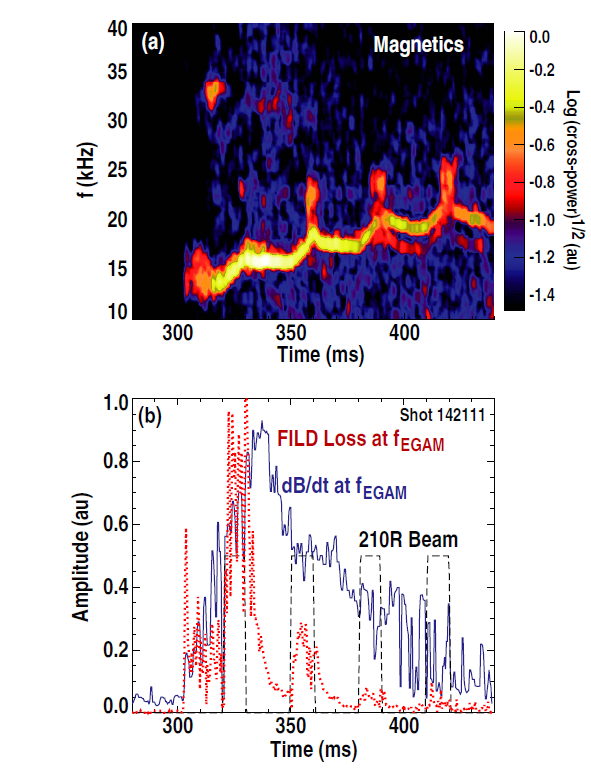 (a)
Magnetics
f (kHz)
40
35
30
25
20
15
10
300 350 400
Time (ms)
0.0
-0.2
-0.4
-0.6
-0.8
-1.0
-1.2
-1.4
Log (cross-power)1/2 (au)
(b)
Shot 142111
FILD Loss at fEGAM
dB/dt at fEGAM
210R Beam
Amplitude (au)
1.0
0.8
0.6
0.4
0.2
0.0
300 350 400
Time (ms)